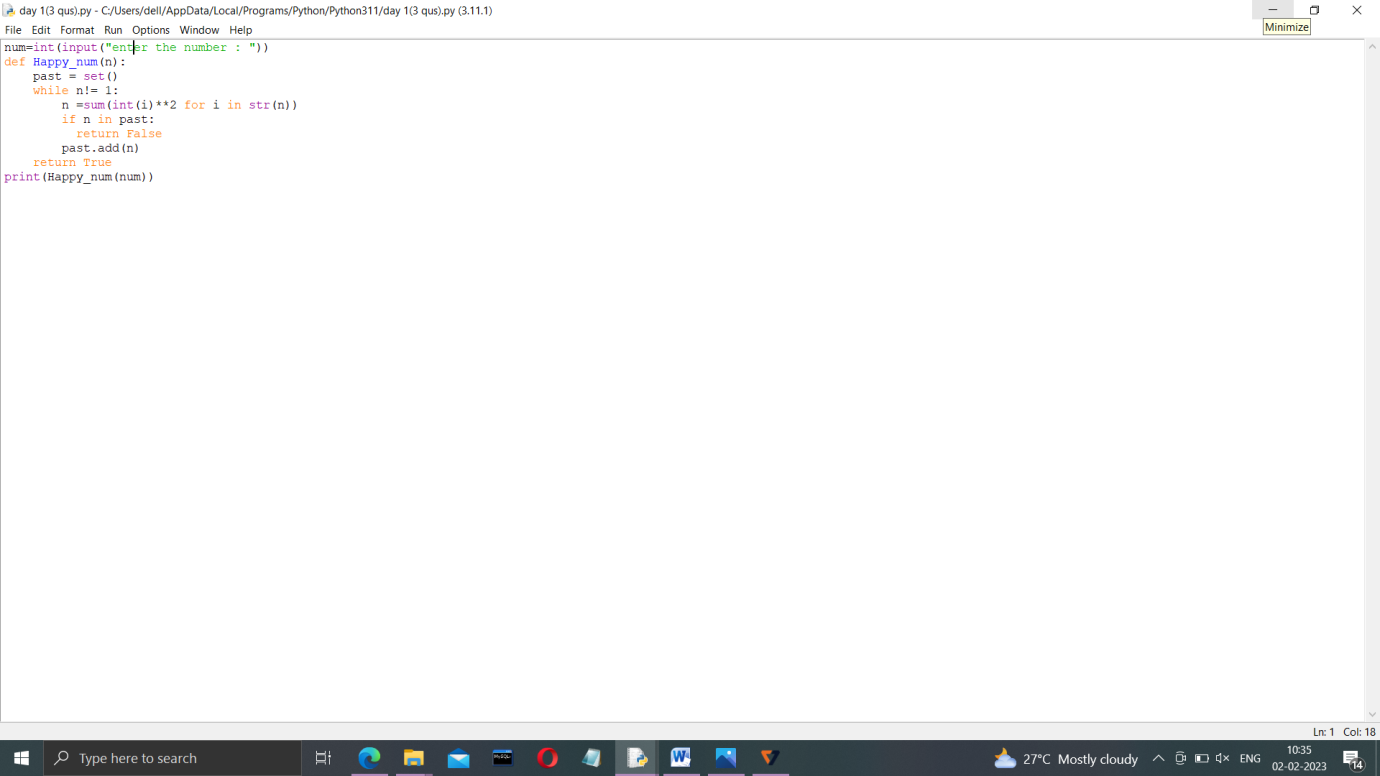 day 1(3 qus).py - C:/Users/dell/AppData/Local/Programs/Python/Python311/day 1(3 qus).py (3.11.1)
File Edit Format Run Options Window Help
Minimize
num=int(input("enter the number : "))
def Happy_num(n):
    past = set()
    while n!= 1:
        n =sum(int(i)**2 for i in str(n))
        if n in past:
          return False
        past.add(n)
    return True
print(Happy_num(num))
Ln: 1 Col: 18
Type here to search
MySQL
W
27°C Mostly cloudy
ENG
10:35
02-02-2023
14